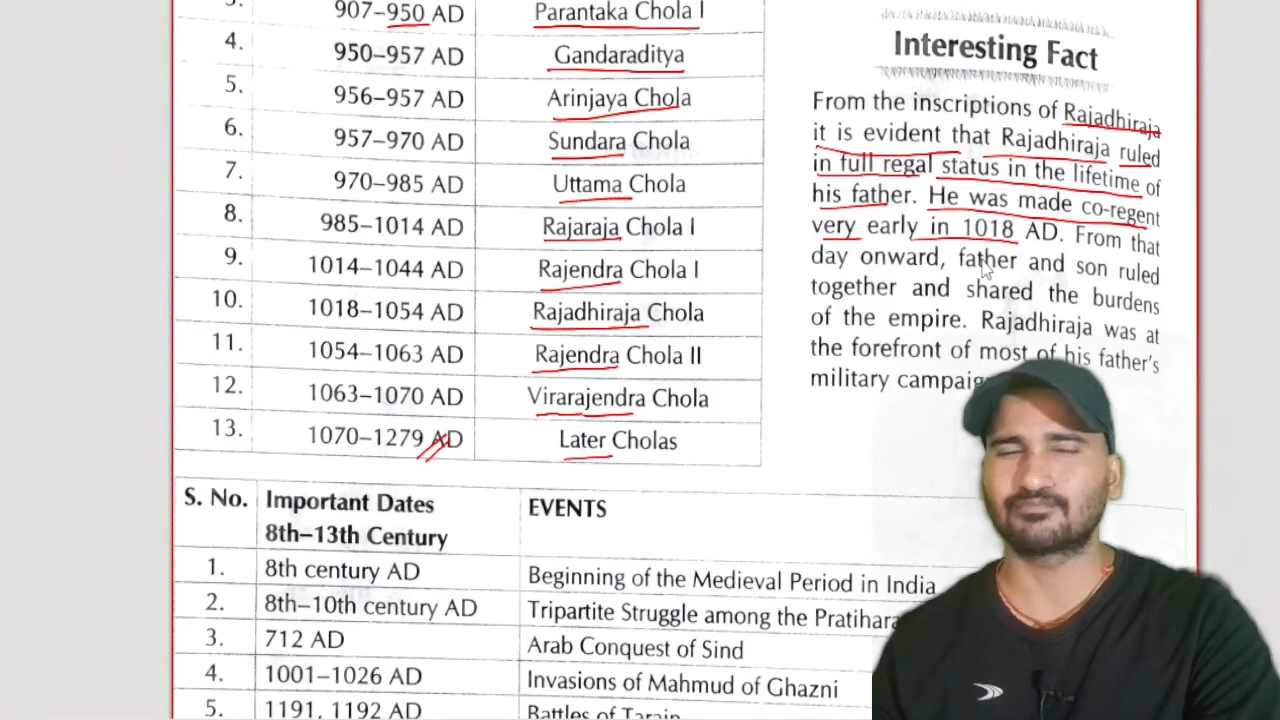 3. 907–950 AD Parantaka Chola I
4. 950–957 AD Gandaraditya
5. 956–957 AD Arinjaya Chola
6. 957–970 AD Sundara Chola
7. 970–985 AD Uttama Chola
8. 985–1014 AD Rajaraja Chola I
9. 1014–1044 AD Rajendra Chola I
10. 1018–1054 AD Rajadhiraja Chola
11. 1054–1063 AD Rajendra Chola II
12. 1063–1070 AD Virarajendra Chola
13. 1070–1279 AD Later Cholas
Interesting Fact
From the inscriptions of Rajadhiraja
it is evident that Rajadhiraja ruled
in full regal status in the lifetime of
his father. He was made co-regent
very early in 1018 AD. From that
day onward, father and son ruled
together and shared the burdens
of the empire. Rajadhiraja was at
the forefront of most of his father's
military
S. No. Important Dates EVENTS
8th–13th Century
1. 8th century AD Beginning of the Medieval Period in India
2. 8th–10th century AD Tripartite Struggle among the
3. 712 AD Arab Conquest of Sind
4. 1001–1026 AD Invasions of Mahmud of Ghazni
5. 1191, 1192 AD Battles of Tarain